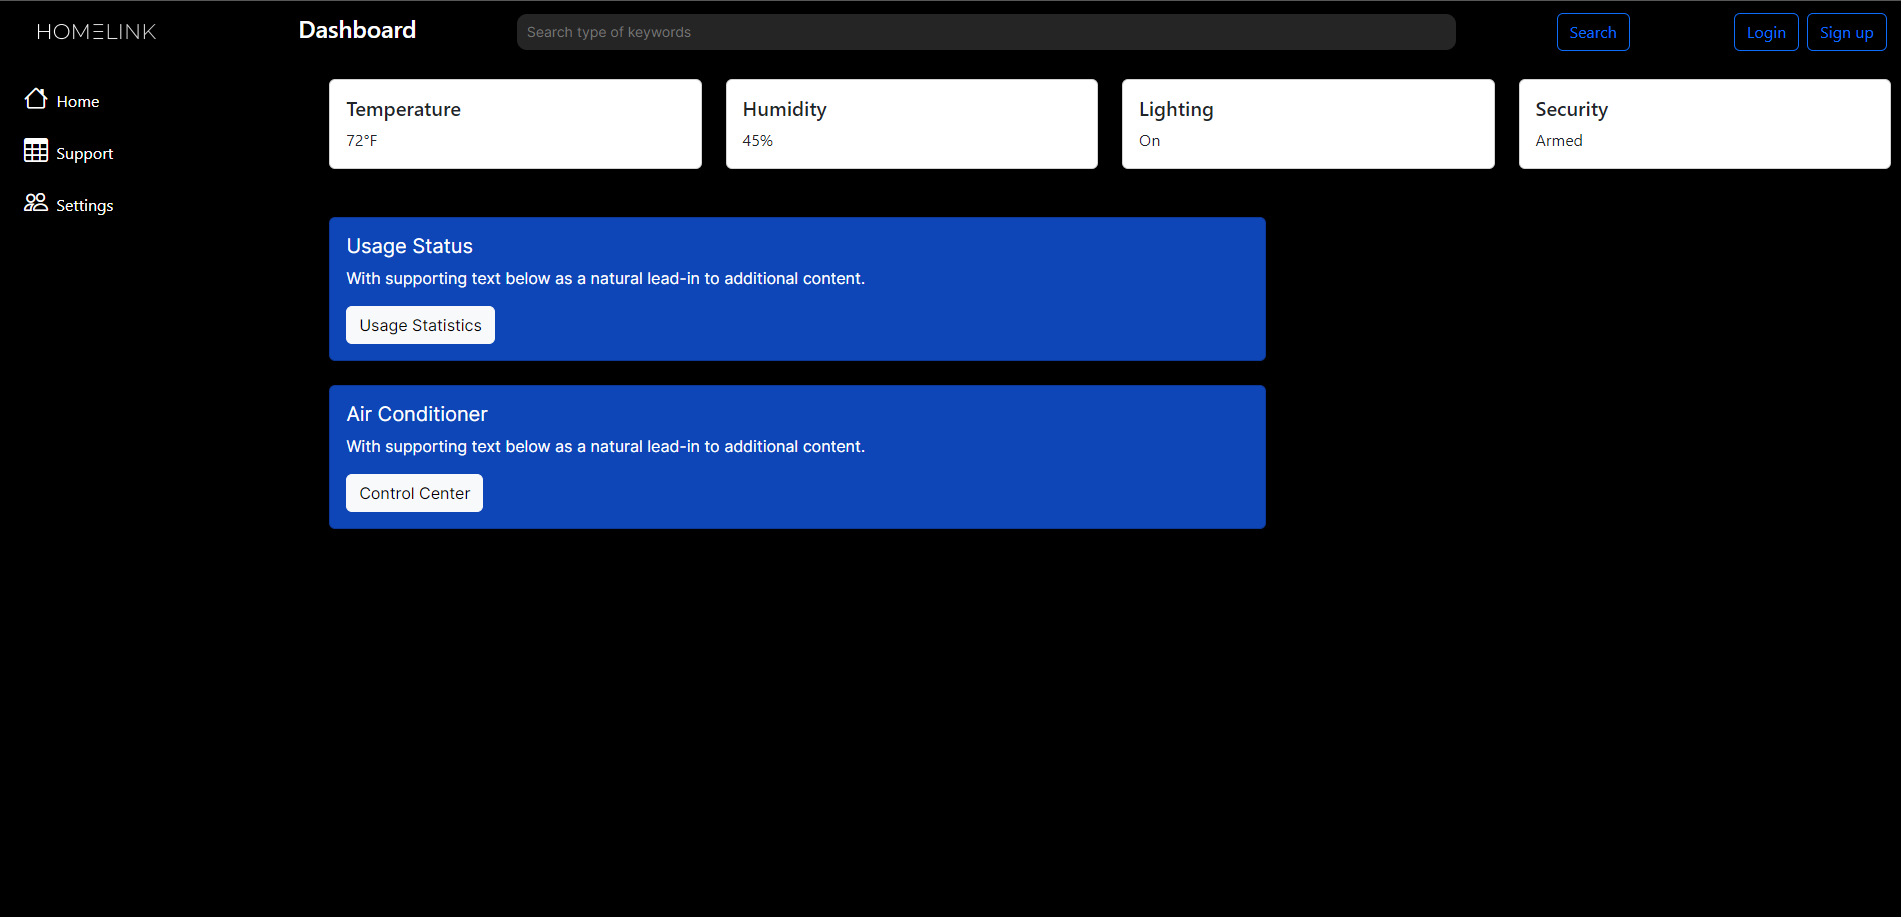 HOMELINK
Dashboard
Search type of keywords
Search
Login
Sign up
Home
Support
Settings
Temperature
72°F
Humidity
45%
Lighting
On
Security
Armed
Usage Status
With supporting text below as a natural lead-in to additional content.
Usage Statistics
Air Conditioner
With supporting text below as a natural lead-in to additional content.
Control Center